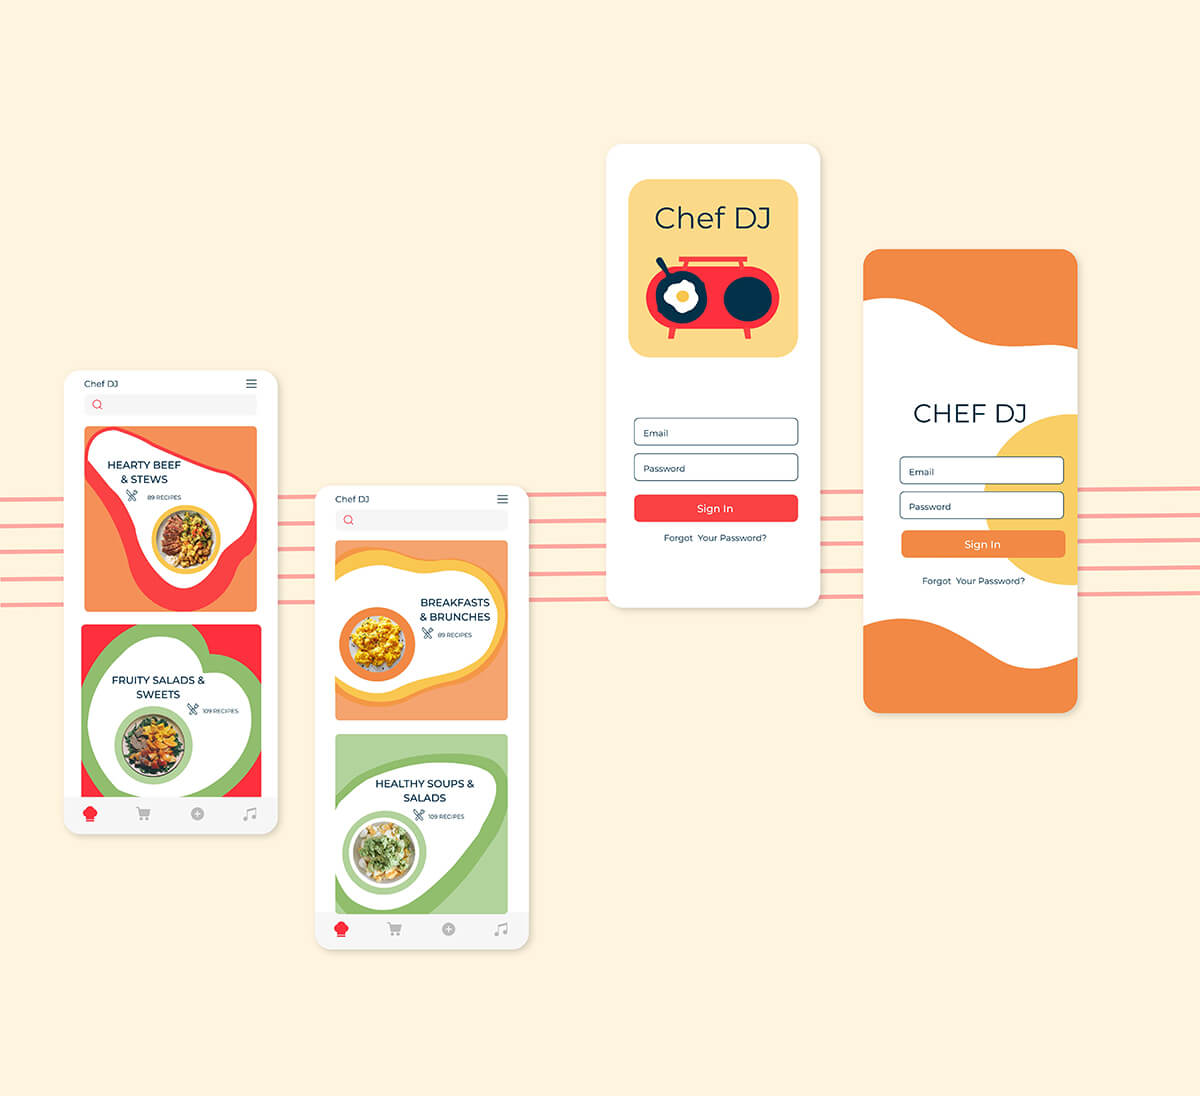 Chef DJ
HEARTY BEEF
& STEWS
89 RECIPES
FRUITY SALADS &
SWEETS
109 RECIPES
Chef DJ
BREAKFASTS
& BRUNCHES
89 RECIPES
HEALTHY SOUPS &
SALADS
109 RECIPES
Chef DJ
Email
Password
Sign In
Forgot Your Password?
CHEF DJ
Email
Password
Sign In
Forgot Your Password?